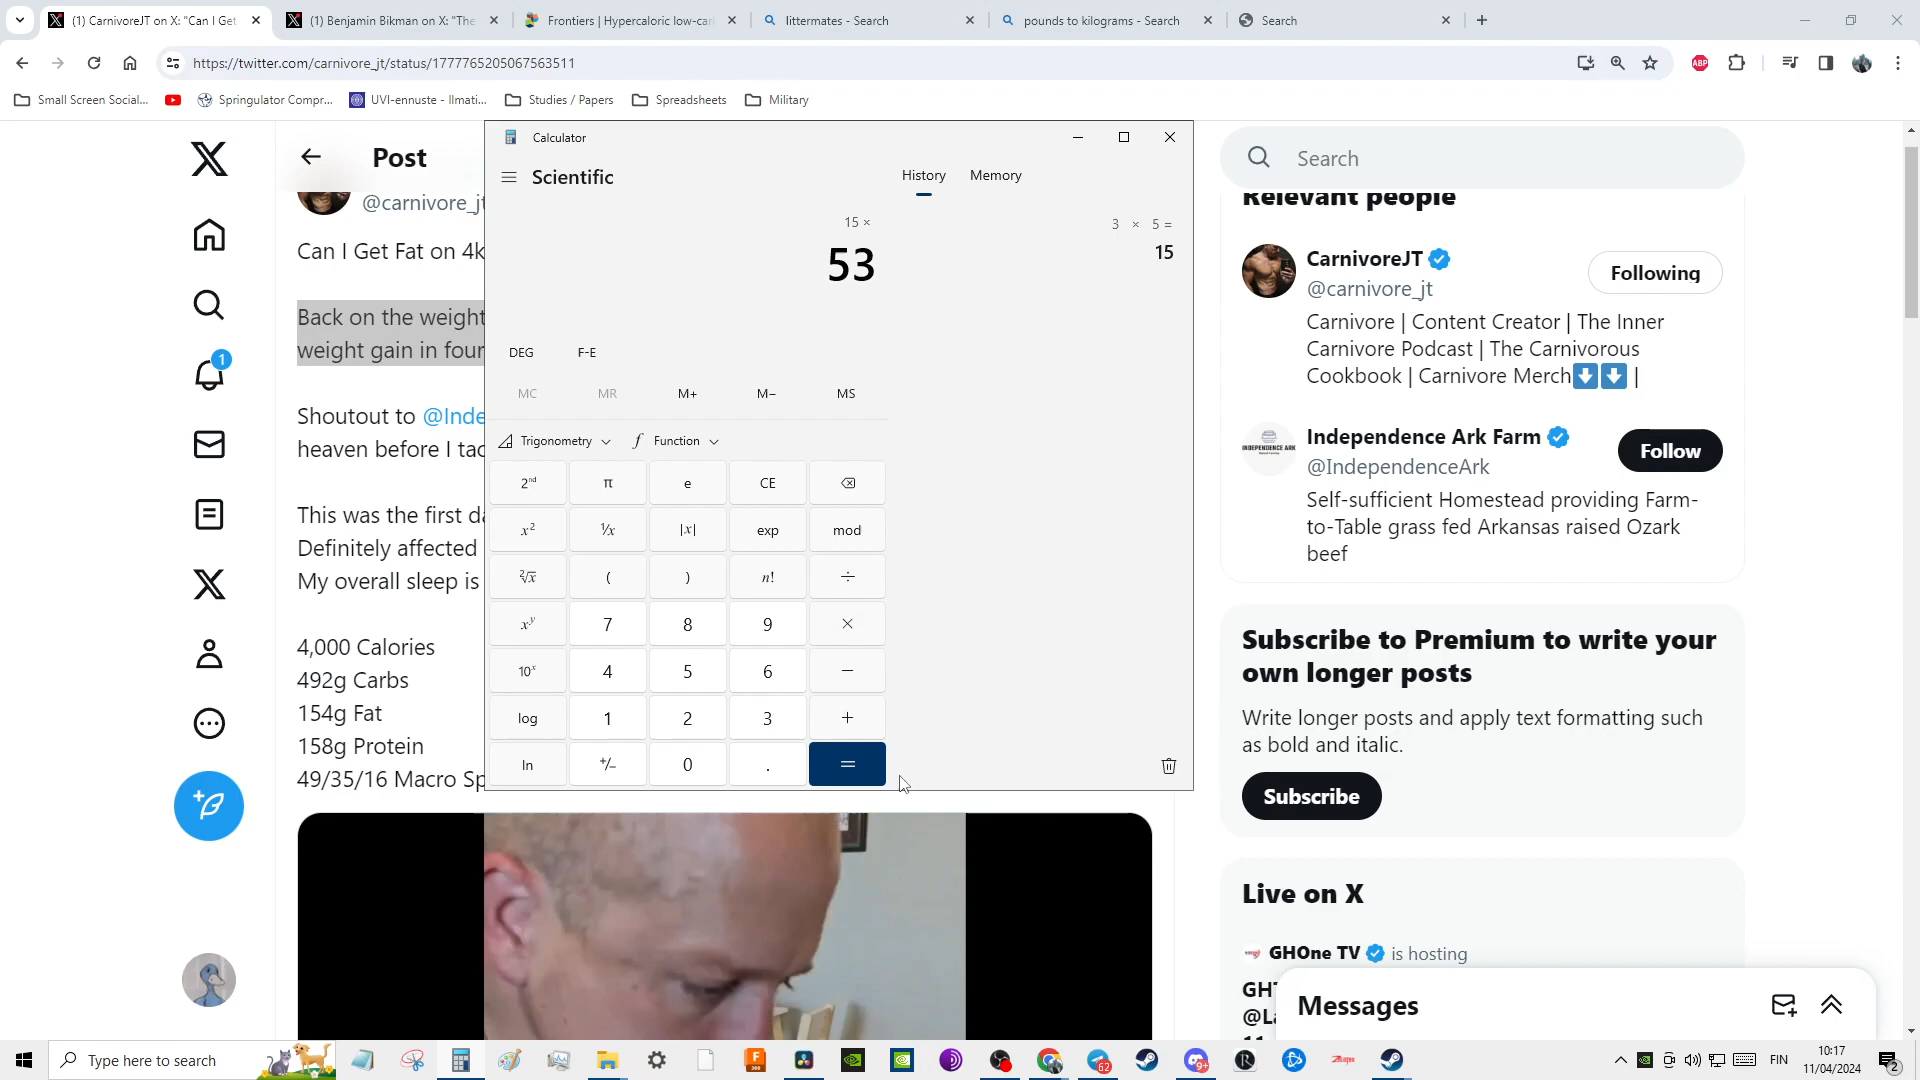 (1) CarnivoreJT on X: "Can I Get
(1) Benjamin Bikman on X: "The
Frontiers | Hypercaloric low-car
littermates - Search
pounds to kilograms - Search
Search
https://twitter.com/carnivore_jt/status/1777765205067563511
ABP
Small Screen Social...
Springulator Compr...
UVI-ennuste - Ilmati...
Studies / Papers
Spreadsheets
Military
Post
@carnivore_jt
Can I Get Fat on 4k
Back on the weight
weight gain in four
Shoutout to @Inde
heaven before I tac
This was the first da
Definitely affected
My overall sleep is
4,000 Calories
492g Carbs
154g Fat
158g Protein
49/35/16 Macro Sp
1
Calculator
Scientific
History
Memory
15 ×
53
3 × 5 =
15
DEG
F-E
MC
MR
M+
M−
MS
Trigonometry
f Function
2nd
π
e
CE
x²
¹⁄x
|x|
exp
mod
²√x
(
)
n!
÷
xʸ
7
8
9
×
10ˣ
4
5
6
−
log
1
2
3
+
ln
+/−
0
.
=
Search
Relevant people
CarnivoreJT
@carnivore_jt
Following
Carnivore | Content Creator | The Inner
Carnivore Podcast | The Carnivorous
Cookbook | Carnivore Merch⬇️⬇️ |
INDEPENDENCE ARK
Independence Ark Farm
@IndependenceArk
Follow
Self-sufficient Homestead providing Farm-
to-Table grass fed Arkansas raised Ozark
beef
Subscribe to Premium to write your
own longer posts
Write longer posts and apply text formatting such
as bold and italic.
Subscribe
Live on X
GHOne TV is hosting
Messages
Type here to search
62
9+
FIN
10:17
11/04/2024
2